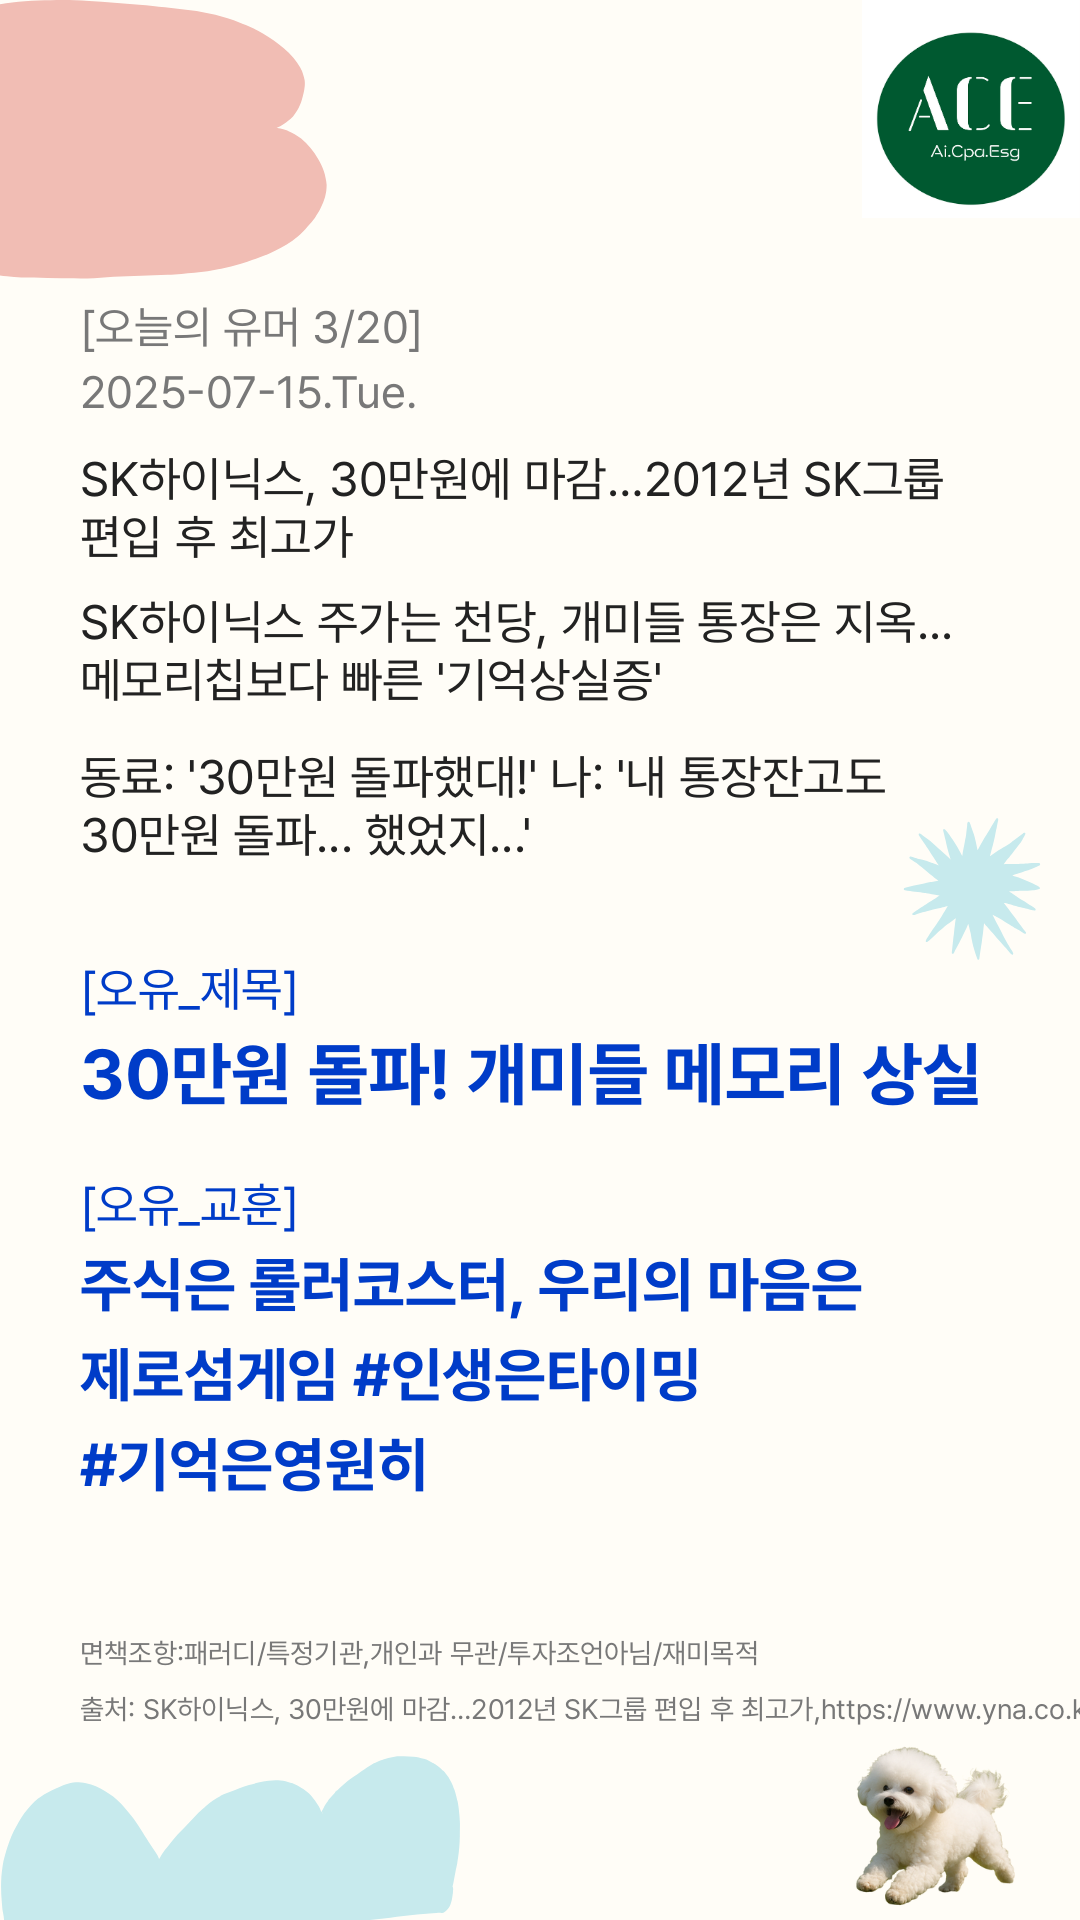 ACE
Ai.Cpa.Esg
[오늘의 유머 3/20]
2025-07-15.Tue.
SK하이닉스, 30만원에 마감...2012년 SK그룹
편입 후 최고가
SK하이닉스 주가는 천당, 개미들 통장은 지옥...
메모리칩보다 빠른 '기억상실증'
동료: '30만원 돌파했대!' 나: '내 통장잔고도
30만원 돌파... 했었지...'
[오유_제목]
30만원 돌파! 개미들 메모리 상실
[오유_교훈]
주식은 롤러코스터, 우리의 마음은
제로섬게임 #인생은타이밍
#기억은영원히
면책조항:패러디/특정기관,개인과 무관/투자조언아님/재미목적
출처: SK하이닉스, 30만원에 마감...2012년 SK그룹 편입 후 최고가,https://www.yna.co.k